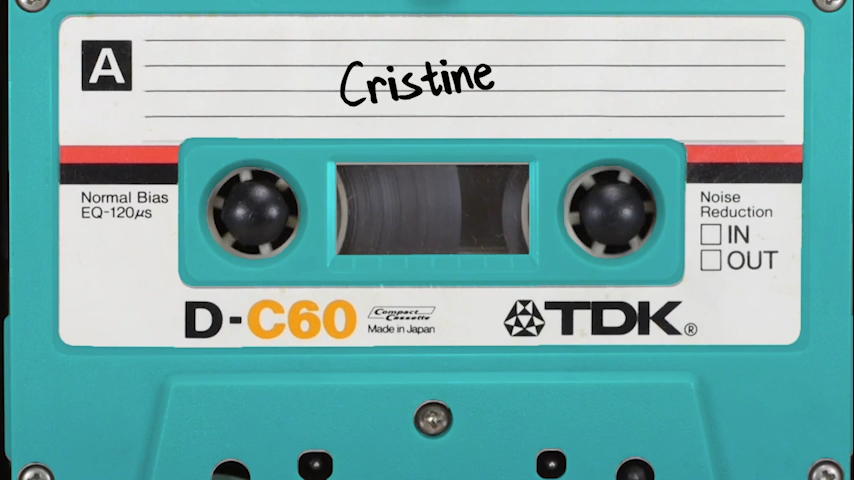 A
Cristine
Normal Bias
EQ-120µs
Noise
Reduction
IN
OUT
D-C60
Compact
Cassette
Made in Japan
TDK®